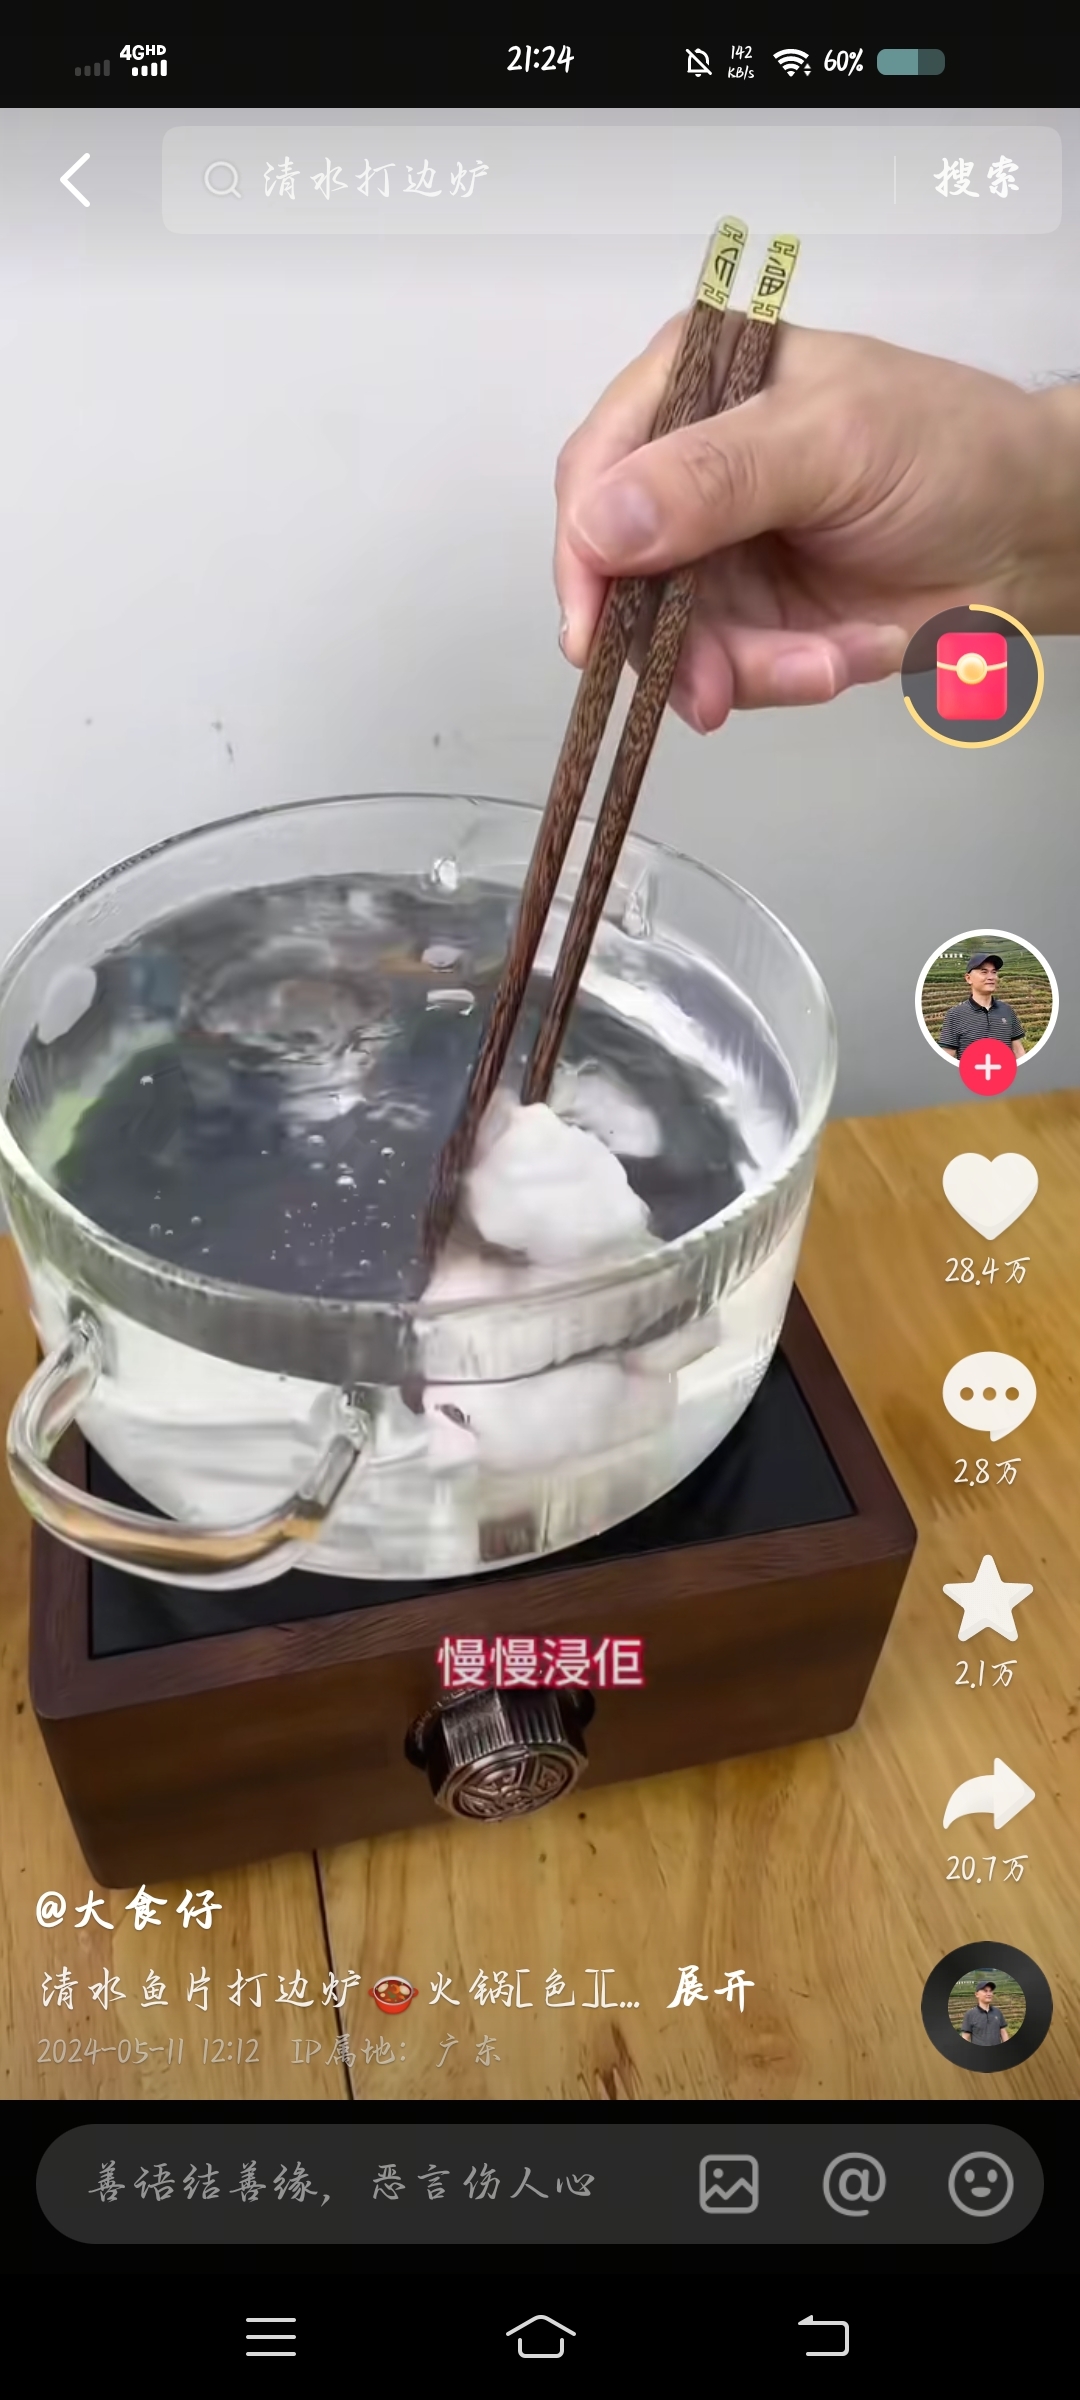 4GHD
21:24
142
KB/s
60%
清水打边炉
搜索
福
28.4万
2.8万
2.1万
慢慢浸佢
20.7万
@大食仔
清水鱼片打边炉🍲火锅[色][... 展开
2024-05-11 12:12 IP属地：广东
善语结善缘，恶言伤人心